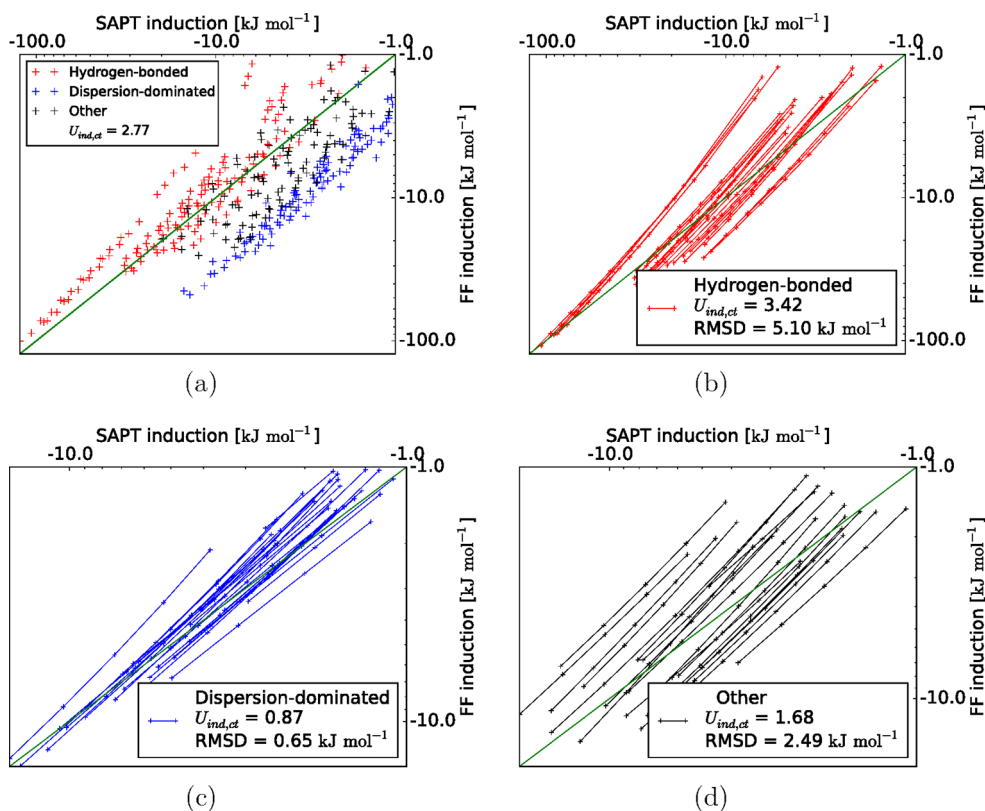 SAPT induction [kJ mol⁻¹]
-100.0 -10.0 -1.0
-1.0
Hydrogen-bonded
Dispersion-dominated
Other
U_ind,ct = 2.77
-10.0
-100.0
FF induction [kJ mol⁻¹]
(a)
SAPT induction [kJ mol⁻¹]
-100.0 -10.0 -1.0
-1.0
-10.0
-100.0
FF induction [kJ mol⁻¹]
Hydrogen-bonded
U_ind,ct = 3.42
RMSD = 5.10 kJ mol⁻¹
(b)
SAPT induction [kJ mol⁻¹]
-10.0 -1.0
-1.0
-10.0
FF induction [kJ mol⁻¹]
Dispersion-dominated
U_ind,ct = 0.87
RMSD = 0.65 kJ mol⁻¹
(c)
SAPT induction [kJ mol⁻¹]
-10.0 -1.0
-1.0
-10.0
FF induction [kJ mol⁻¹]
Other
U_ind,ct = 1.68
RMSD = 2.49 kJ mol⁻¹
(d)